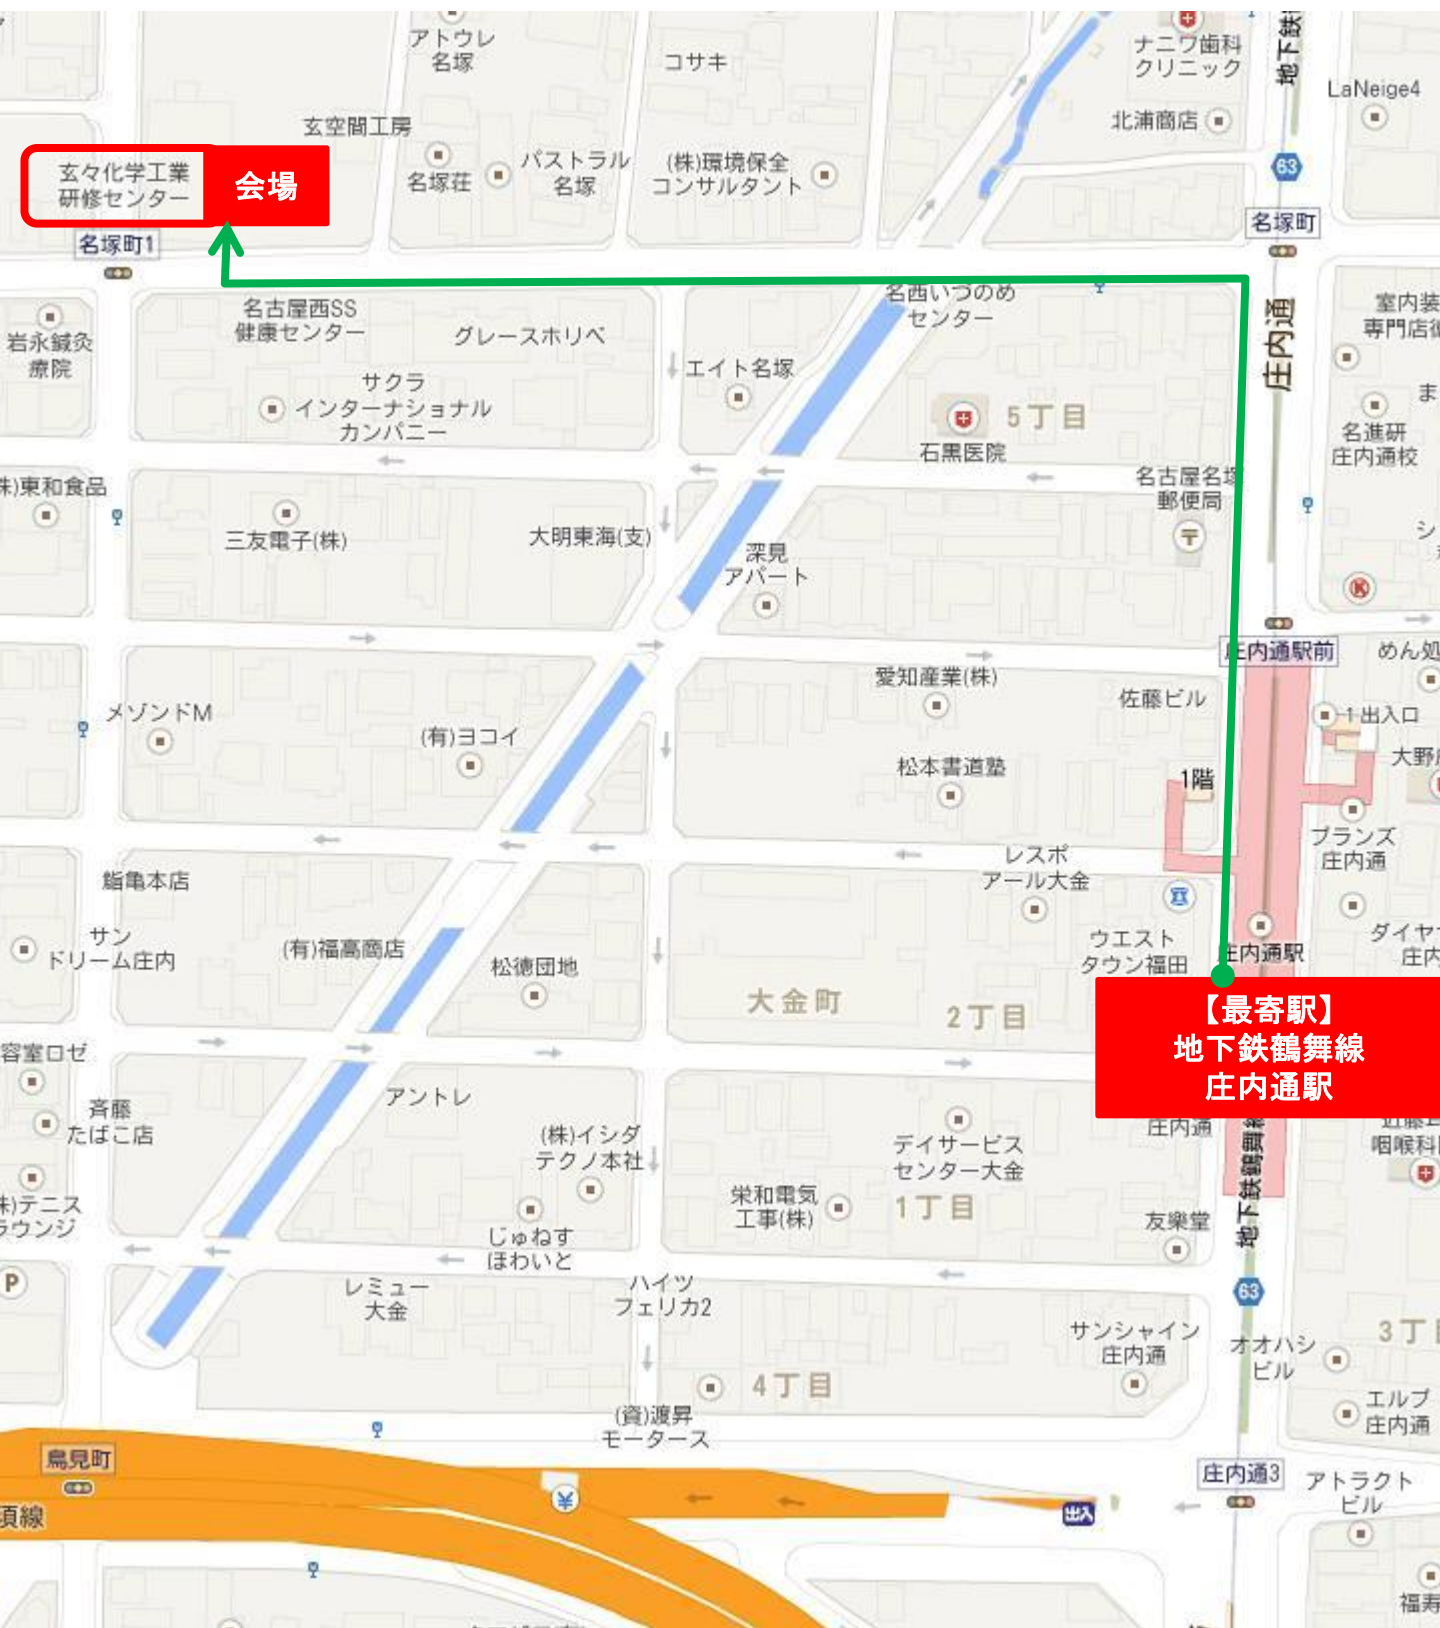 アトウレ
名塚
コサキ
ナニワ歯科
クリニック
地下鉄
LaNeige4
玄空間工房
北浦商店
名塚荘
パストラル
名塚
(株)環境保全
コンサルタント
63
玄々化学工業
研修センター
会場
名塚町1
名塚町
名古屋西SS
健康センター
グレースホリベ
名西いづのめ
センター
庄内通
室内装
専門店
岩永鍼灸
療院
エイト名塚
サクラ
インターナショナル
カンパニー
5丁目
石黒医院
ま
名進研
庄内通校
株)東和食品
名古屋名塚
郵便局
三友電子(株)
大明東海(支)
深見
アパート
シ
庄内通駅前
めん処
愛知産業(株)
佐藤ビル
1出入口
メゾンドM
(有)ヨコイ
松本書道塾
1階
大野
ブランズ
庄内通
レスポ
アール大金
鮨亀本店
サン
ドリーム庄内
(有)福高商店
松徳団地
ウエスト
タウン福田
庄内通駅
ダイヤ
庄内
大金町
2丁目
【最寄駅】
地下鉄鶴舞線
庄内通駅
容室ロゼ
アントレ
斉藤
たばこ店
(株)イシダ
テクノ本社
デイサービス
センター大金
庄内通
咽喉科
地下鉄鶴舞線
株)テニス
ラウンジ
じゅねす
ほわいと
栄和電気
工事(株)
1丁目
友樂堂
P
レミュー
大金
ハイツ
フェリカ2
63
サンシャイン
庄内通
オオハシ
ビル
3丁目
4丁目
エルブ
庄内通
(資)渡昇
モータース
鳥見町
庄内通3
アトラクト
ビル
須線
¥
出入
福寿